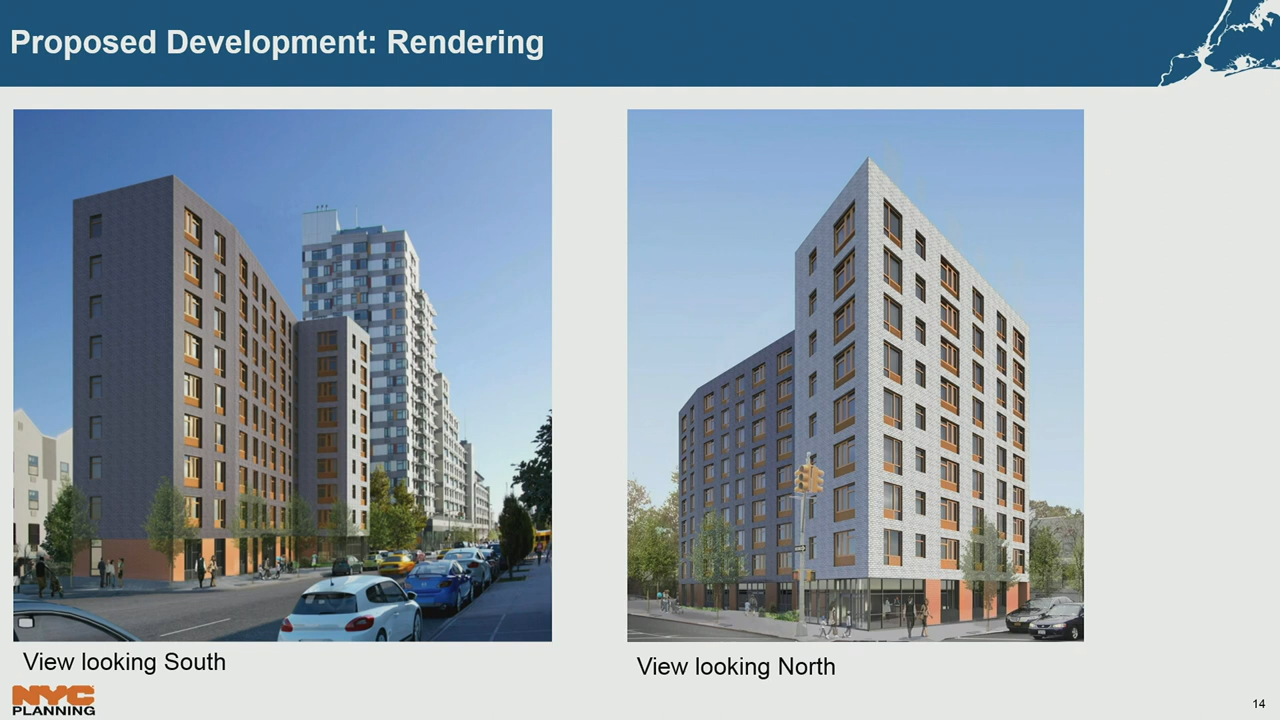 Proposed Development: Rendering
View looking South
View looking North
NYC
PLANNING
14